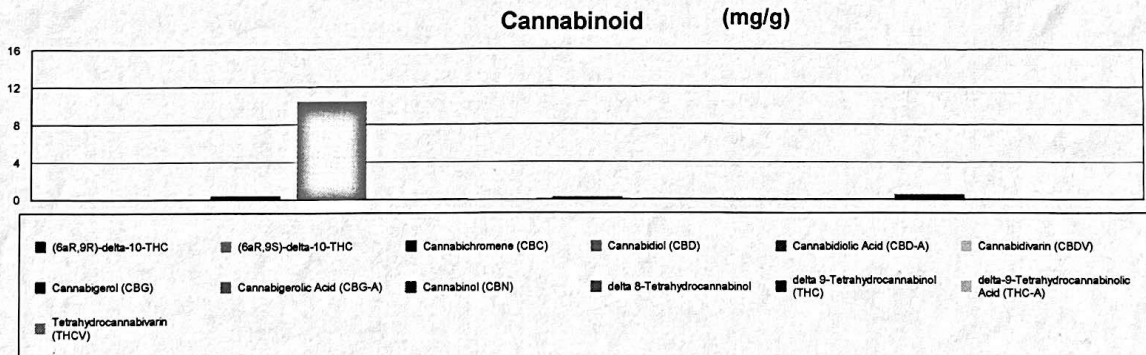 Cannabinoid (mg/g)
16
12
8
4
0
(6aR,9R)-delta-10-THC (6aR,9S)-delta-10-THC Cannabichromene (CBC) Cannabidiol (CBD) Cannabidiolic Acid (CBD-A) Cannabidivarin (CBDV)
Cannabigerol (CBG) Cannabigerolic Acid (CBG-A) Cannabinol (CBN) delta 8-Tetrahydrocannabinol delta 9-Tetrahydrocannabinol delta-9-Tetrahydrocannabinolic
(THC) Acid (THC-A)
Tetrahydrocannabivarin
(THCV)